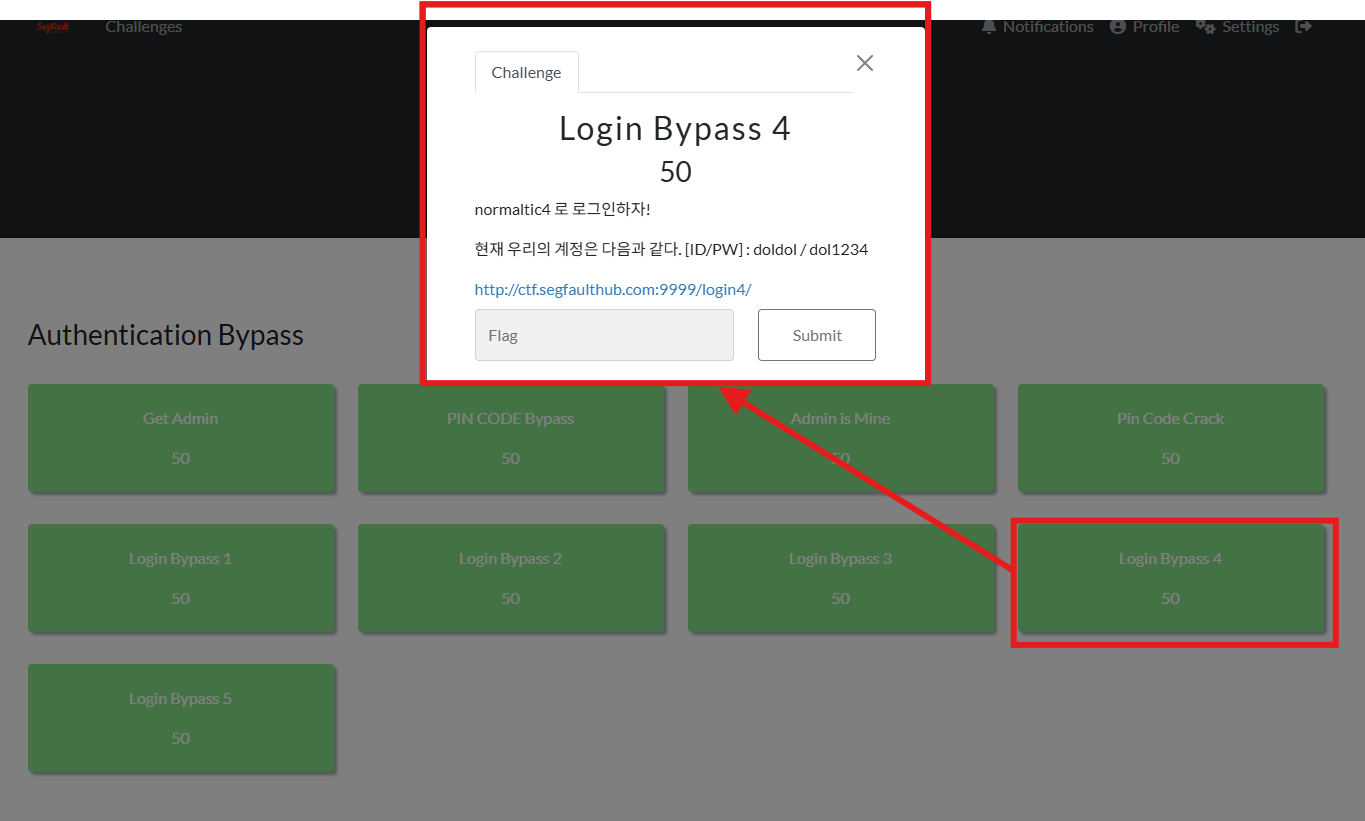 SegFault
Challenges
Notifications
Profile
Settings
Challenge
Login Bypass 4
50
normaltic4 로 로그인하자!
현재 우리의 계정은 다음과 같다. [ID/PW] : doldol / dol1234
http://ctf.segfaulthub.com:9999/login4/
Flag
Submit
Authentication Bypass
Get Admin
50
PIN CODE Bypass
50
Admin is Mine
50
Pin Code Crack
50
Login Bypass 1
50
Login Bypass 2
50
Login Bypass 3
50
Login Bypass 4
50
Login Bypass 5
50